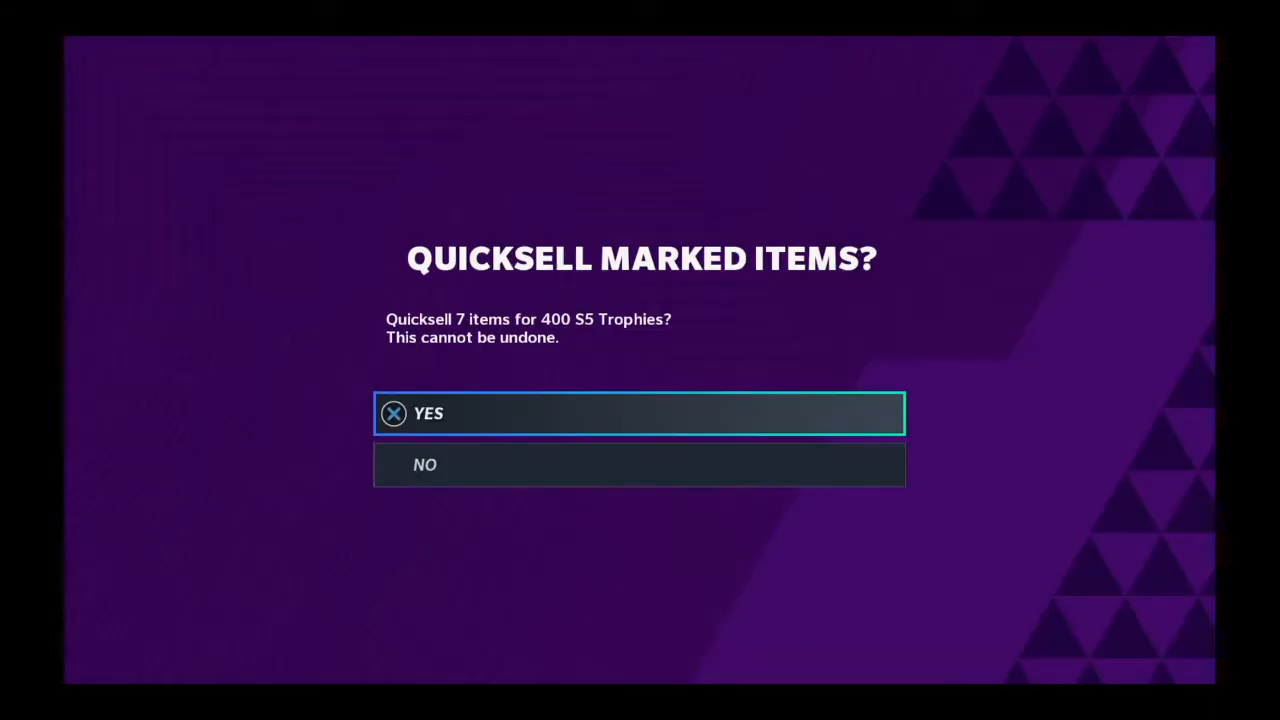 QUICKSELL MARKED ITEMS?
Quicksell 7 items for 400 S5 Trophies?
This cannot be undone.
YES
NO